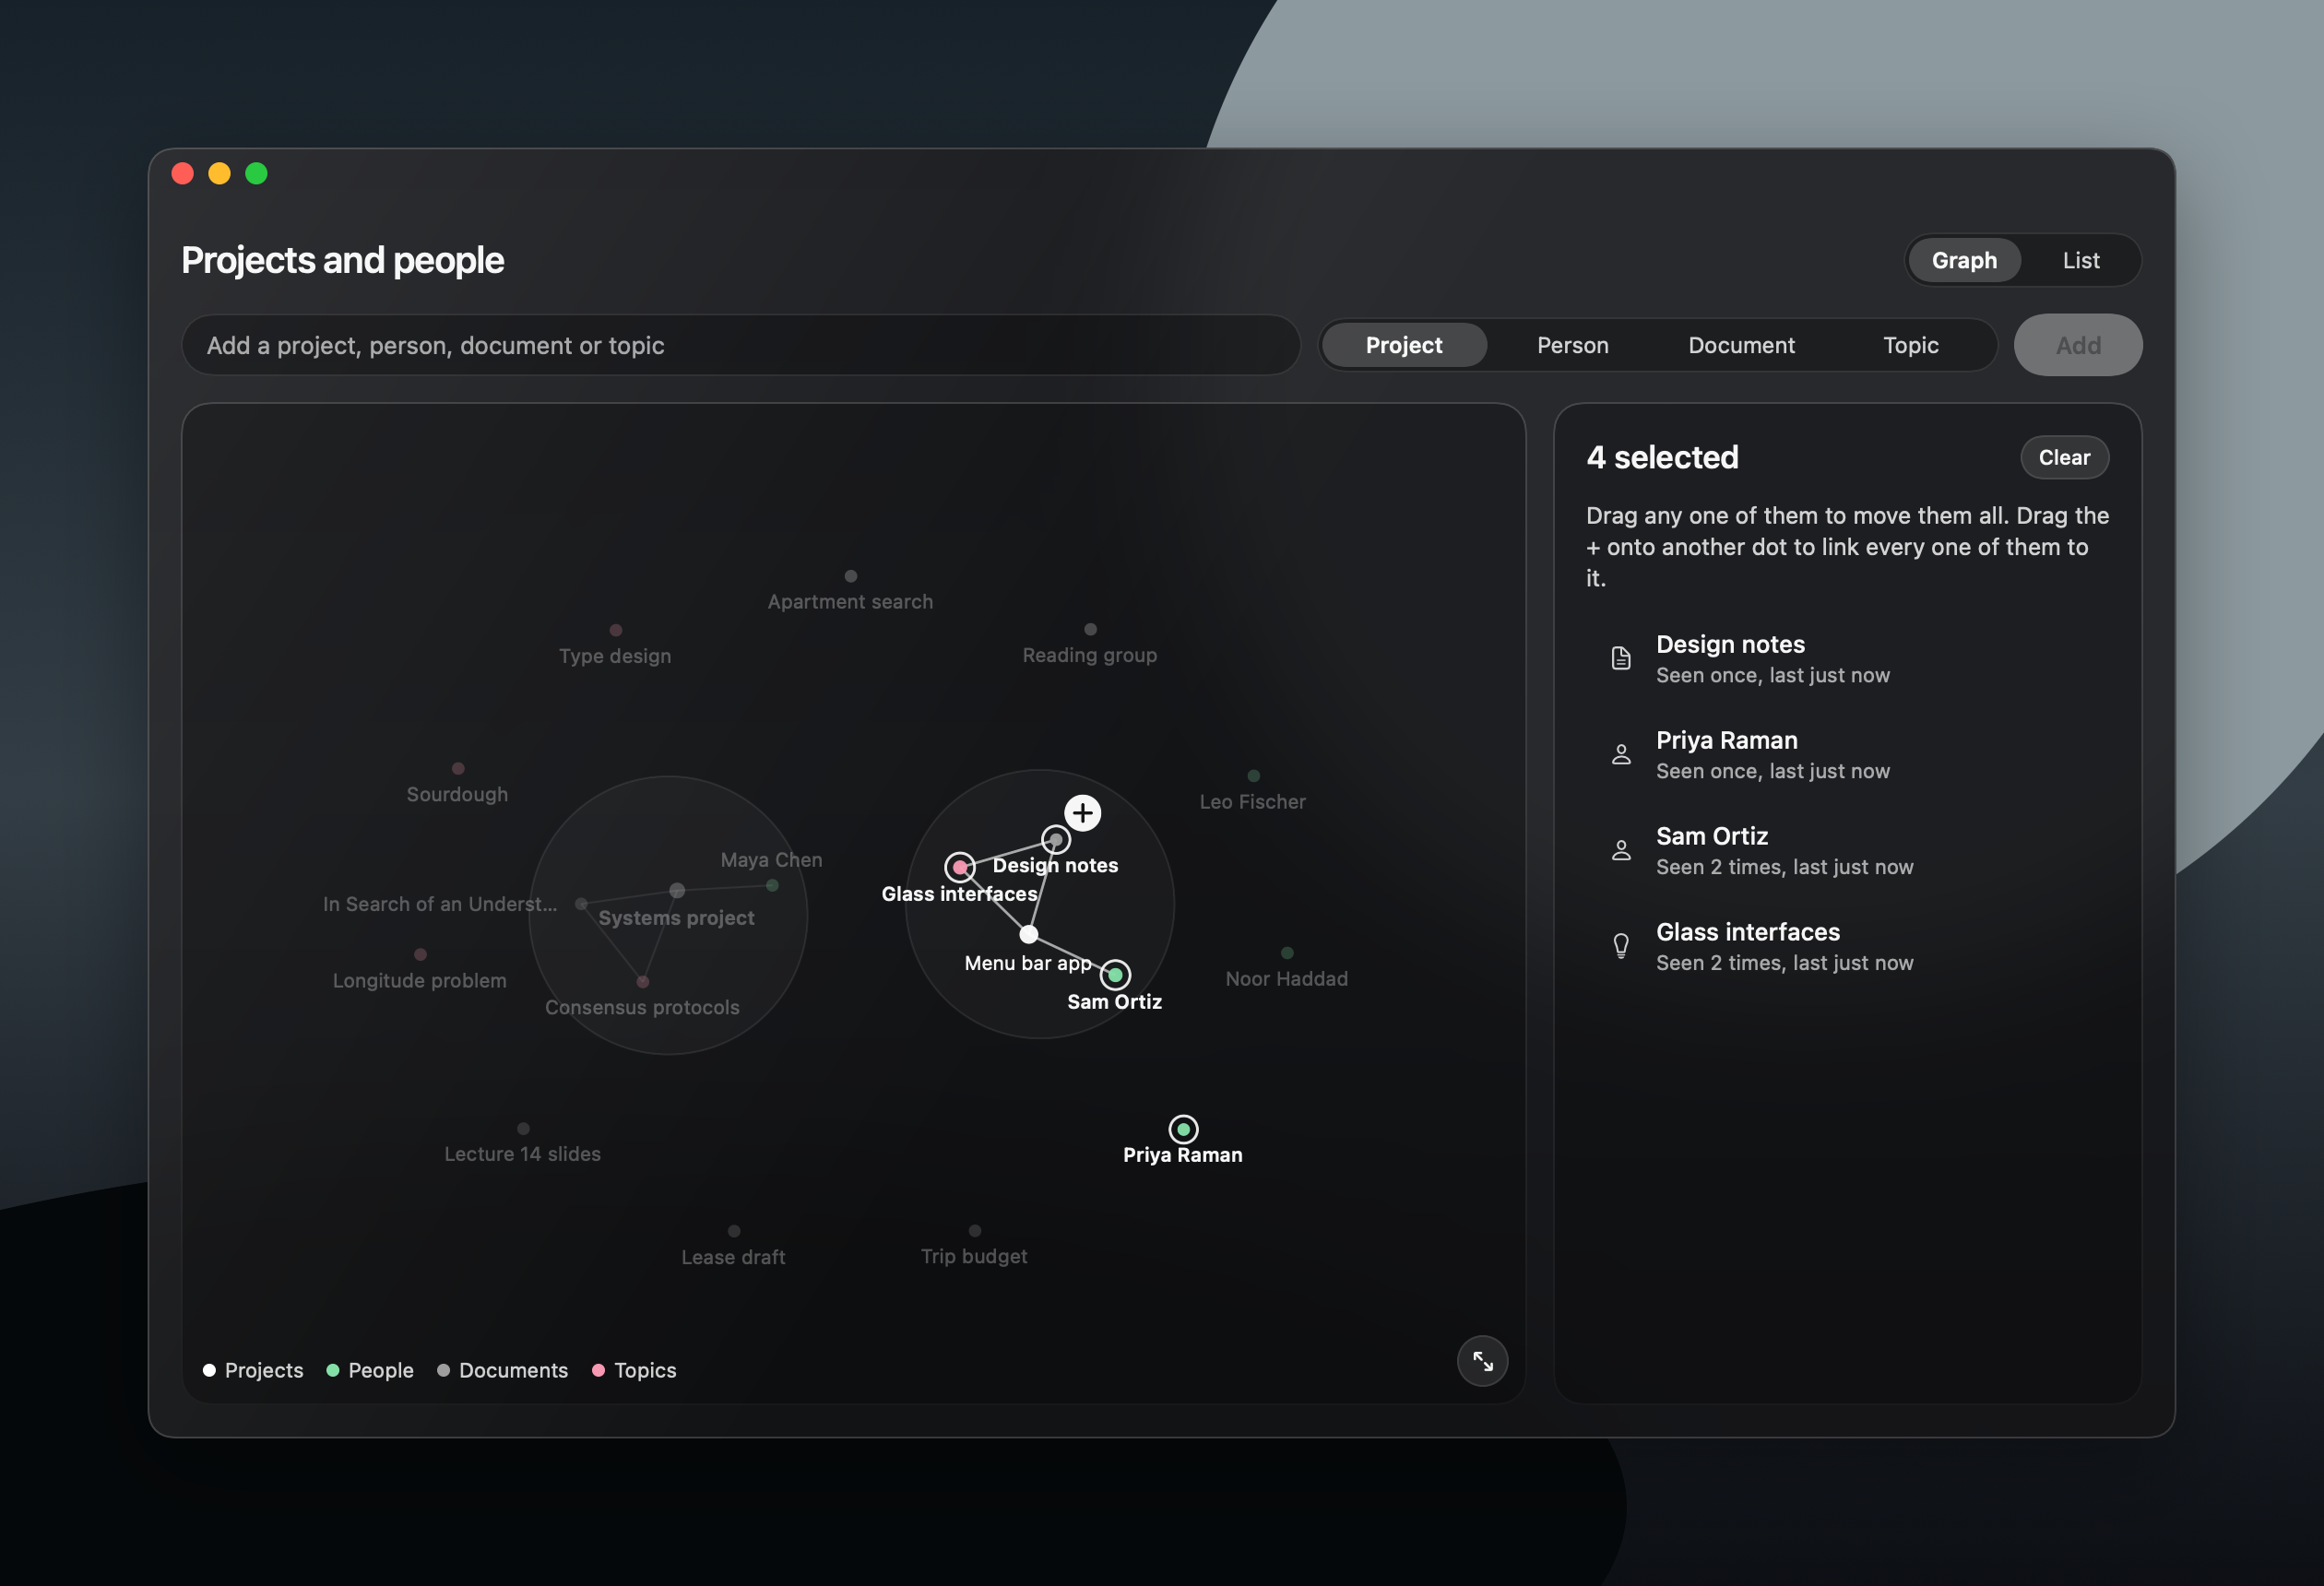 Projects and people
Graph
List
Add a project, person, document or topic
Project
Person
Document
Topic
Add
Apartment search
Type design
Reading group
Sourdough
Leo Fischer
Maya Chen
Design notes
Glass interfaces
In Search of an Underst...
Systems project
Menu bar app
Longitude problem
Noor Haddad
Sam Ortiz
Consensus protocols
Lecture 14 slides
Priya Raman
Lease draft
Trip budget
Projects
People
Documents
Topics
4 selected
Clear
Drag any one of them to move them all. Drag the
+ onto another dot to link every one of them to
it.
Design notes
Seen once, last just now
Priya Raman
Seen once, last just now
Sam Ortiz
Seen 2 times, last just now
Glass interfaces
Seen 2 times, last just now